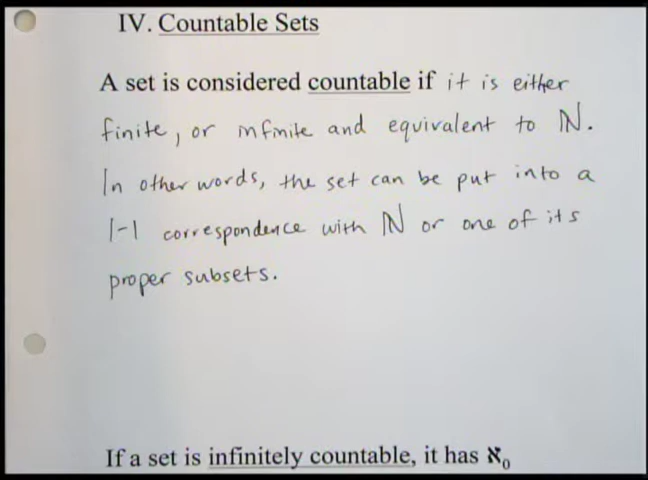 IV. Countable Sets
A set is considered countable if it is either
finite, or infinite and equivalent to ℕ.
In other words, the set can be put into a
1-1 correspondence with ℕ or one of its
proper subsets.
If a set is infinitely countable, it has ℵ₀